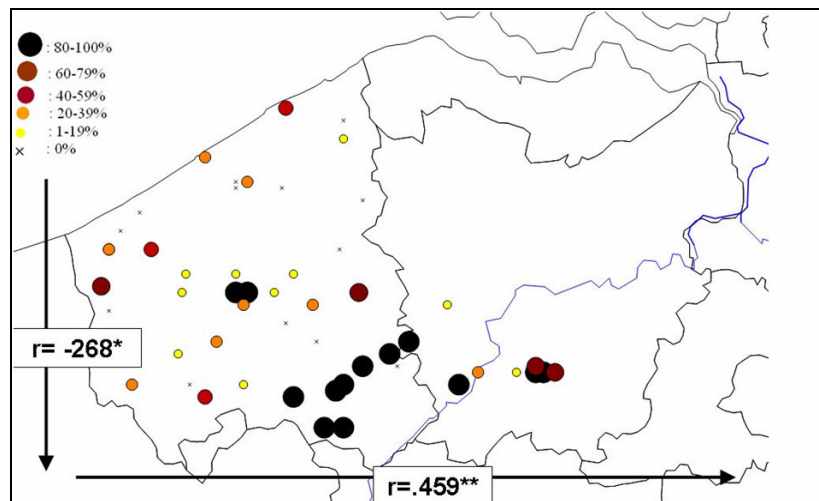 : 80-100%
: 60-79%
: 40-59%
: 20-39%
: 1-19%
× : 0%
r= -268*
r=.459**